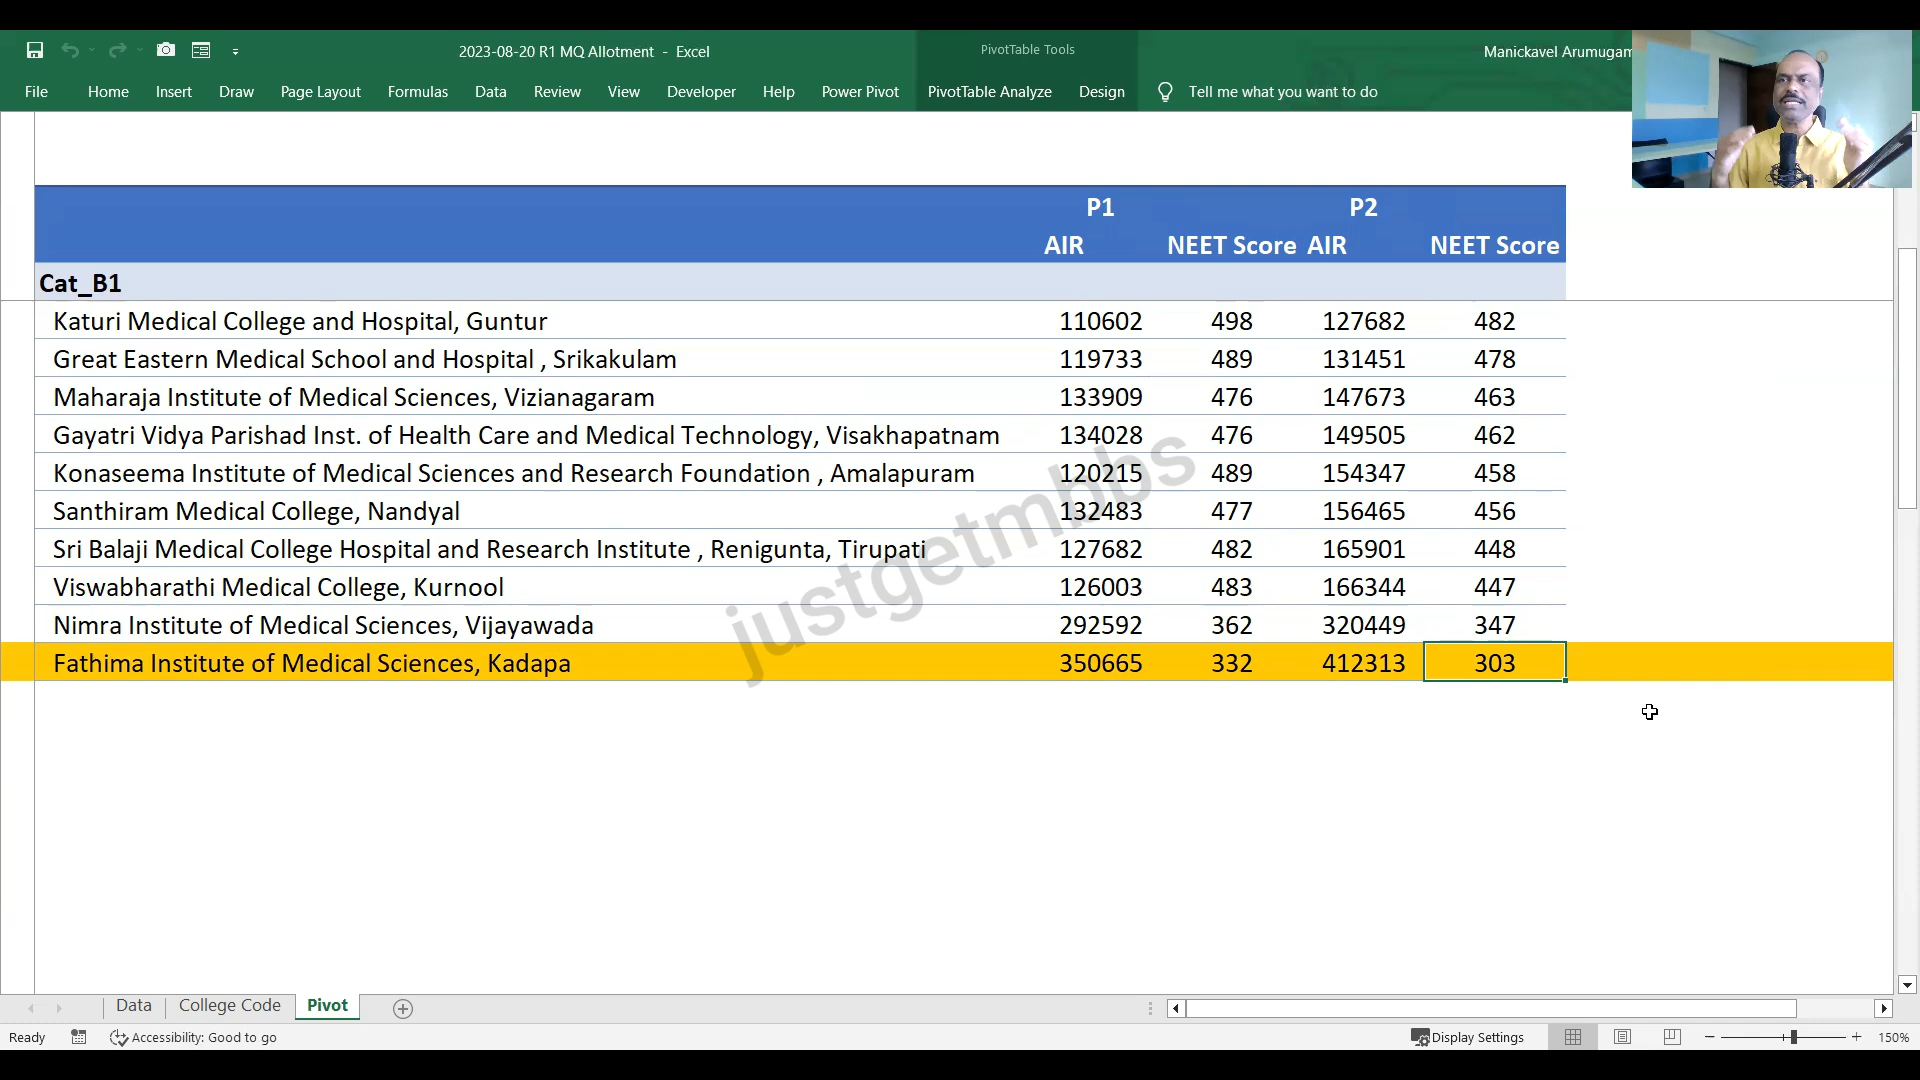 2023-08-20 R1 MQ Allotment - Excel
PivotTable Tools
Manickavel Arumugam
File Home Insert Draw Page Layout Formulas Data Review View Developer Help Power Pivot PivotTable Analyze Design Tell me what you want to do
P1 P2
AIR NEET Score AIR NEET Score
Cat_B1
Katuri Medical College and Hospital, Guntur 110602 498 127682 482
Great Eastern Medical School and Hospital , Srikakulam 119733 489 131451 478
Maharaja Institute of Medical Sciences, Vizianagaram 133909 476 147673 463
Gayatri Vidya Parishad Inst. of Health Care and Medical Technology, Visakhapatnam 134028 476 149505 462
Konaseema Institute of Medical Sciences and Research Foundation , Amalapuram 120215 489 154347 458
Santhiram Medical College, Nandyal 132483 477 156465 456
Sri Balaji Medical College Hospital and Research Institute , Renigunta, Tirupati 127682 482 165901 448
Viswabharathi Medical College, Kurnool 126003 483 166344 447
Nimra Institute of Medical Sciences, Vijayawada 292592 362 320449 347
Fathima Institute of Medical Sciences, Kadapa 350665 332 412313 303
justgetmbbs
Data College Code Pivot
Ready Accessibility: Good to go Display Settings 150%